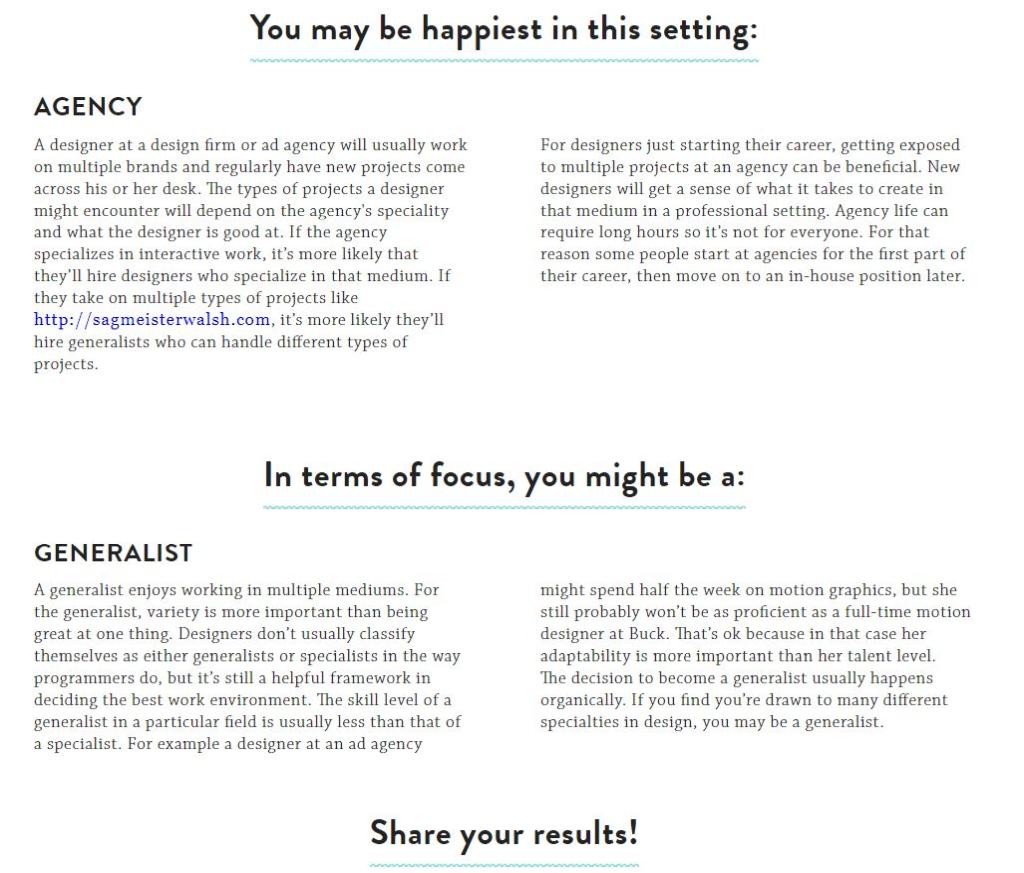 You may be happiest in this setting:
AGENCY
A designer at a design firm or ad agency will usually work
on multiple brands and regularly have new projects come
across his or her desk. The types of projects a designer
might encounter will depend on the agency's speciality
and what the designer is good at. If the agency
specializes in interactive work, it's more likely that
they'll hire designers who specialize in that medium. If
they take on multiple types of projects like
http://sagmeisterwalsh.com, it's more likely they'll
hire generalists who can handle different types of
projects.
For designers just starting their career, getting exposed
to multiple projects at an agency can be beneficial. New
designers will get a sense of what it takes to create in
that medium in a professional setting. Agency life can
require long hours so it's not for everyone. For that
reason some people start at agencies for the first part of
their career, then move on to an in-house position later.
In terms of focus, you might be a:
GENERALIST
A generalist enjoys working in multiple mediums. For
the generalist, variety is more important than being
great at one thing. Designers don't usually classify
themselves as either generalists or specialists in the way
programmers do, but it's still a helpful framework in
deciding the best work environment. The skill level of a
generalist in a particular field is usually less than that of
a specialist. For example a designer at an ad agency
might spend half the week on motion graphics, but she
still probably won't be as proficient as a full-time motion
designer at Buck. That's ok because in that case her
adaptability is more important than her talent level.
The decision to become a generalist usually happens
organically. If you find you're drawn to many different
specialties in design, you may be a generalist.
Share your results!